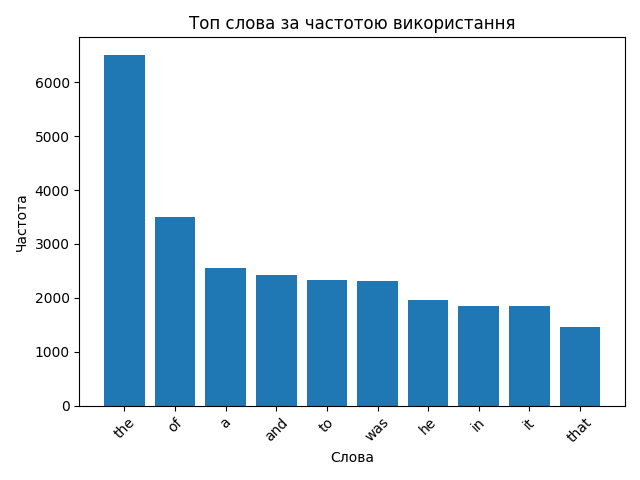 Топ слова за частотою використання
Частота
6000
5000
4000
3000
2000
1000
0
the of a and to was he in it that
Слова